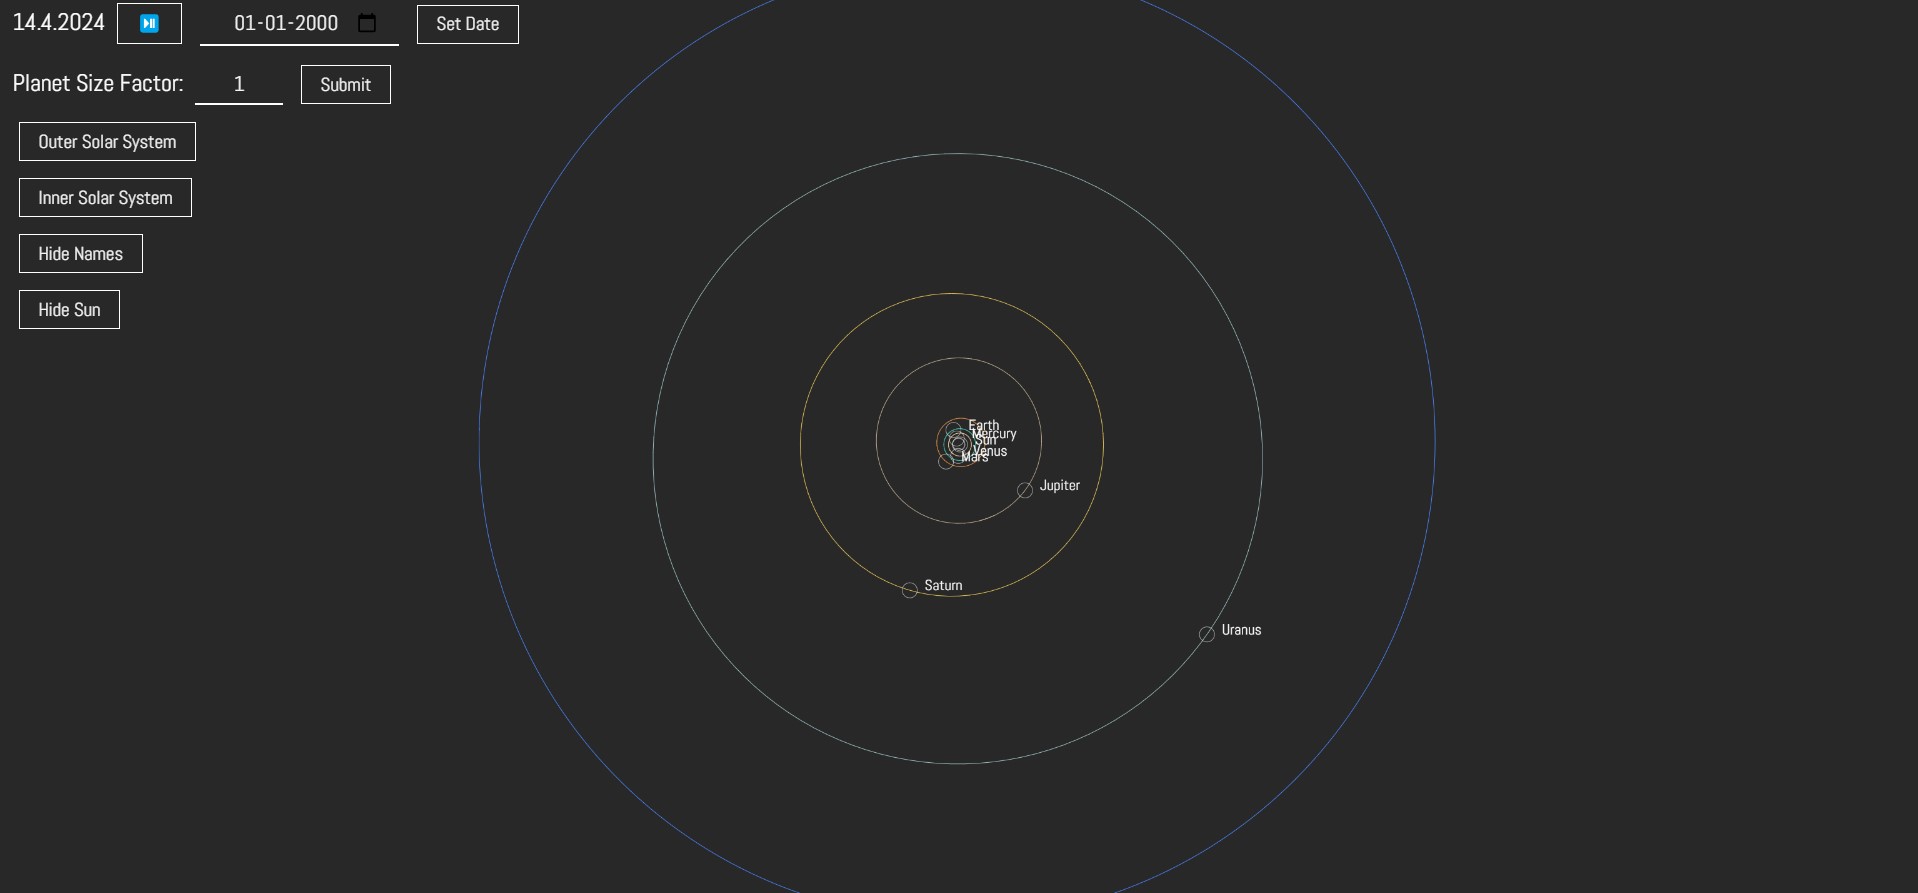 14.4.2024
01-01-2000
Set Date
Planet Size Factor:
1
Submit
Outer Solar System
Inner Solar System
Hide Names
Hide Sun
Earth
Mercury
Sun
Venus
Mars
Jupiter
Saturn
Uranus